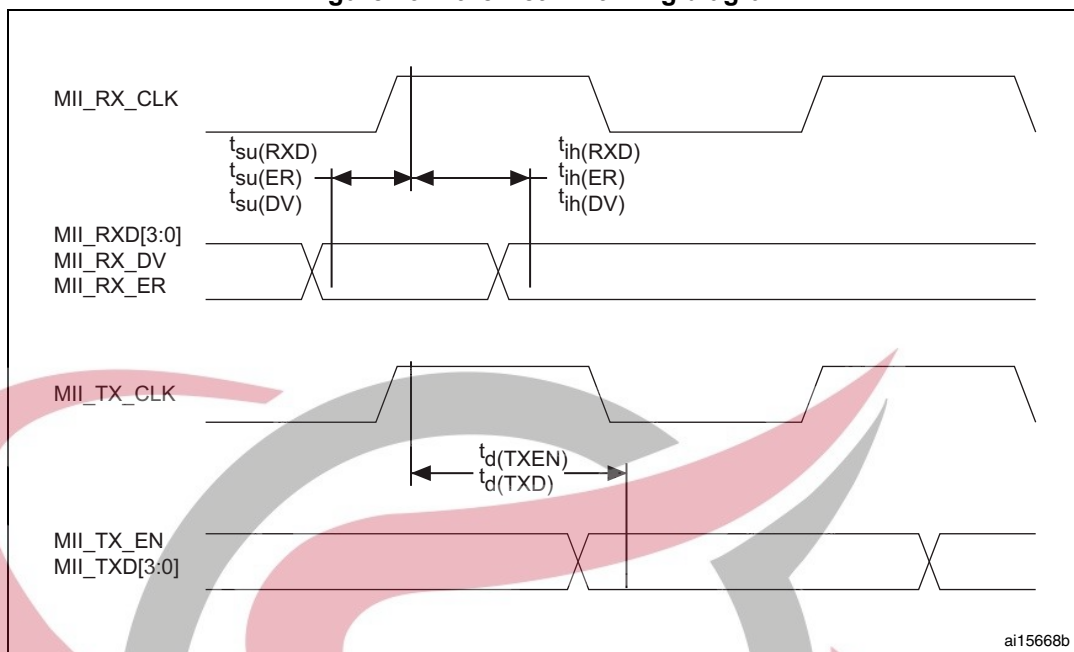 MII_RX_CLK
tsu(RXD)
tsu(ER)
tsu(DV)
tih(RXD)
tih(ER)
tih(DV)
MII_RXD[3:0]
MII_RX_DV
MII_RX_ER
MII_TX_CLK
td(TXEN)
td(TXD)
MII_TX_EN
MII_TXD[3:0]
ai15668b